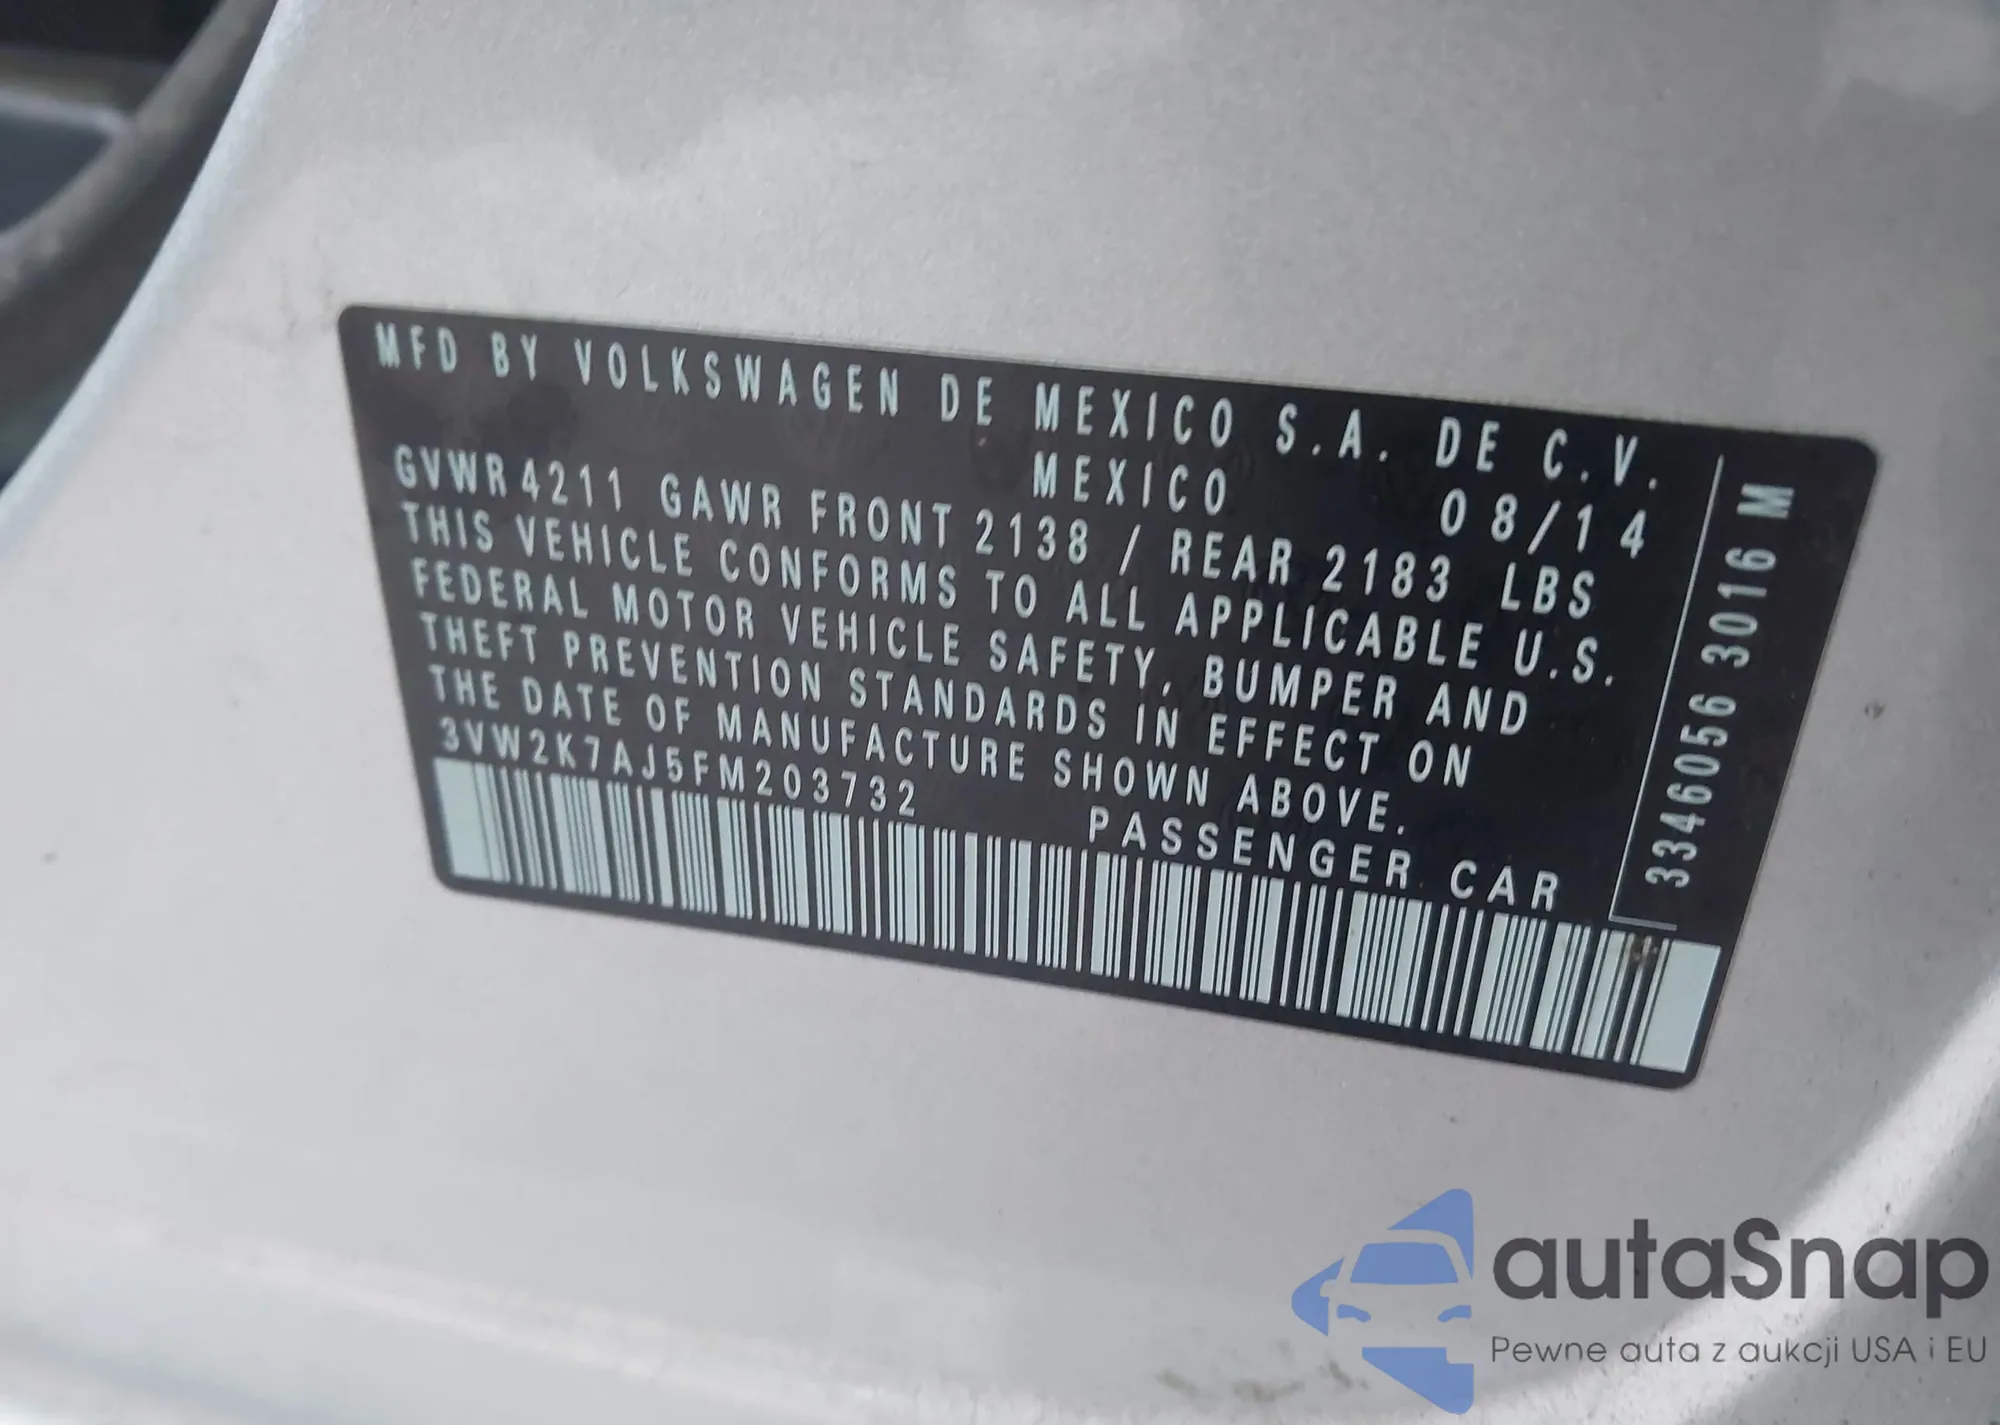 MFD BY VOLKSWAGEN DE MEXICO S.A. DE C.V.
MEXICO 08/14
GVWR 4211 GAWR FRONT 2138 / REAR 2183 LBS
THIS VEHICLE CONFORMS TO ALL APPLICABLE U.S.
FEDERAL MOTOR VEHICLE SAFETY, BUMPER AND
THEFT PREVENTION STANDARDS IN EFFECT ON
THE DATE OF MANUFACTURE SHOWN ABOVE.
3VW2K7AJ5FM203732 PASSENGER CAR
3346056 3016 M
autaSnap
Pewne auta z aukcji USA i EU